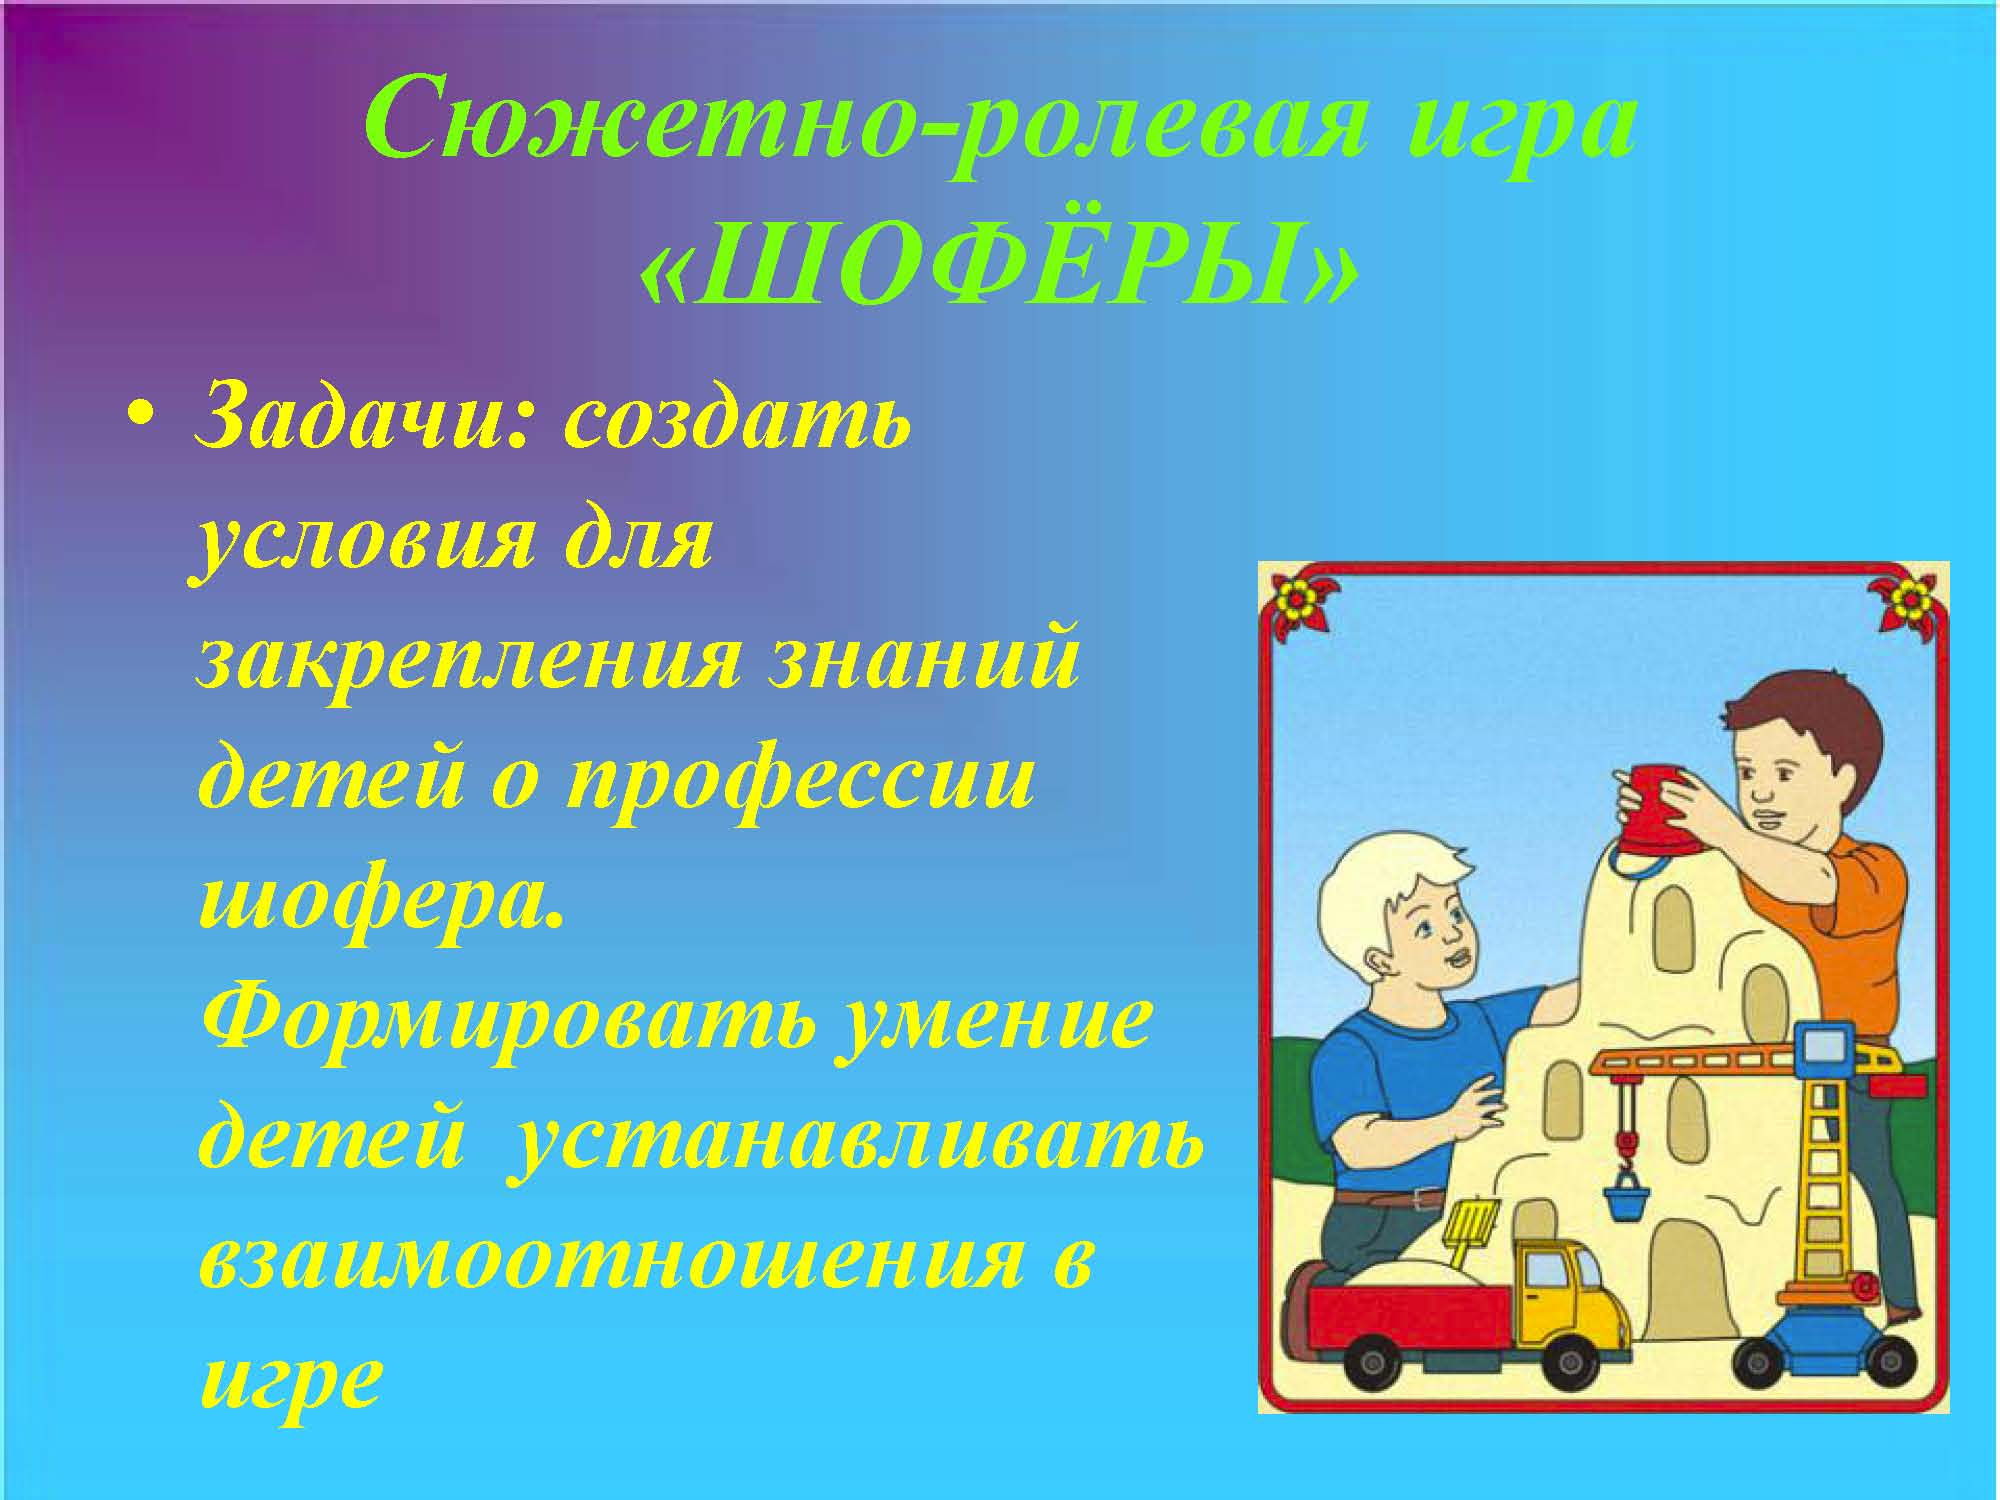 Сюжетно-ролевая игра
«ШОФЁРЫ»
• Задачи: создать
условия для
закрепления знаний
детей о профессии
шофера.
Формировать умение
детей устанавливать
взаимоотношения в
игре